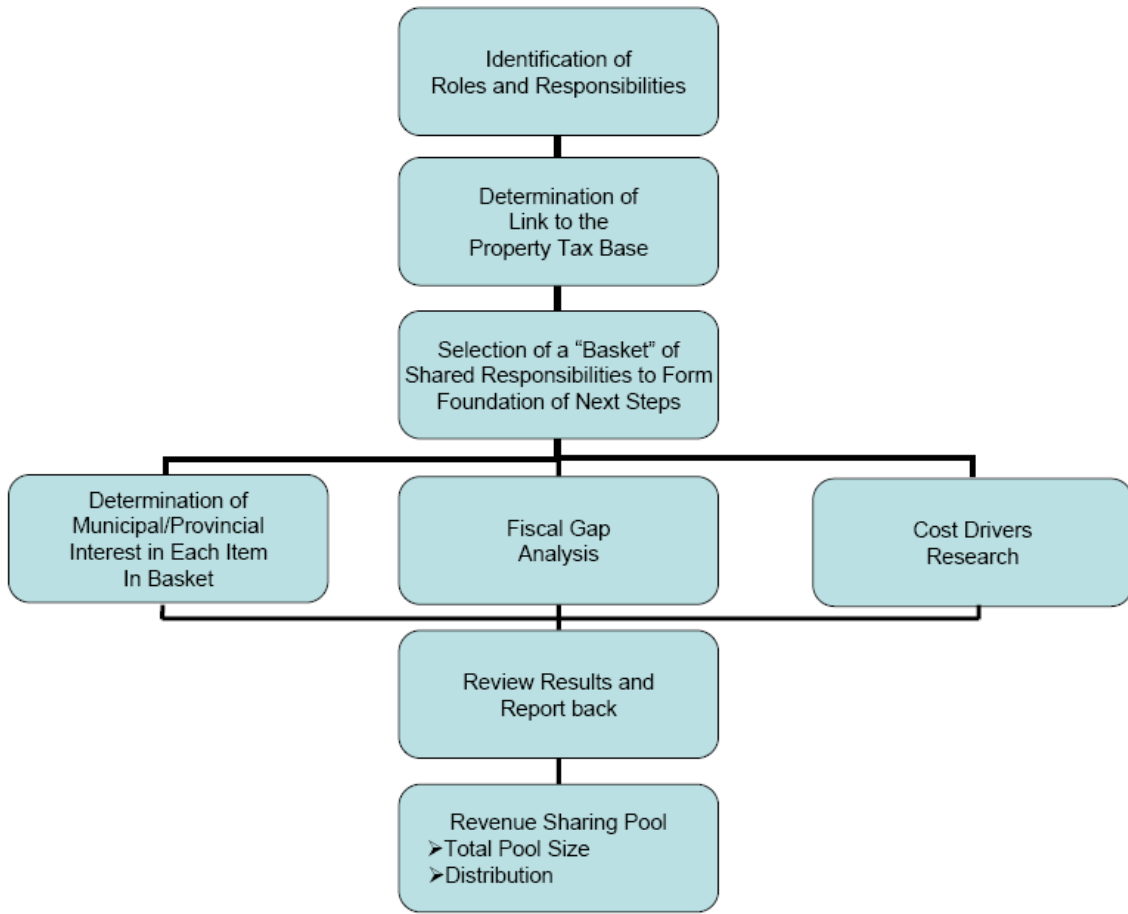 Identification of
Roles and Responsibilities
Determination of
Link to the
Property Tax Base
Selection of a “Basket” of
Shared Responsibilities to Form
Foundation of Next Steps
Determination of
Municipal/Provincial
Interest in Each Item
In Basket
Fiscal Gap
Analysis
Cost Drivers
Research
Review Results and
Report back
Revenue Sharing Pool
➢Total Pool Size
➢Distribution